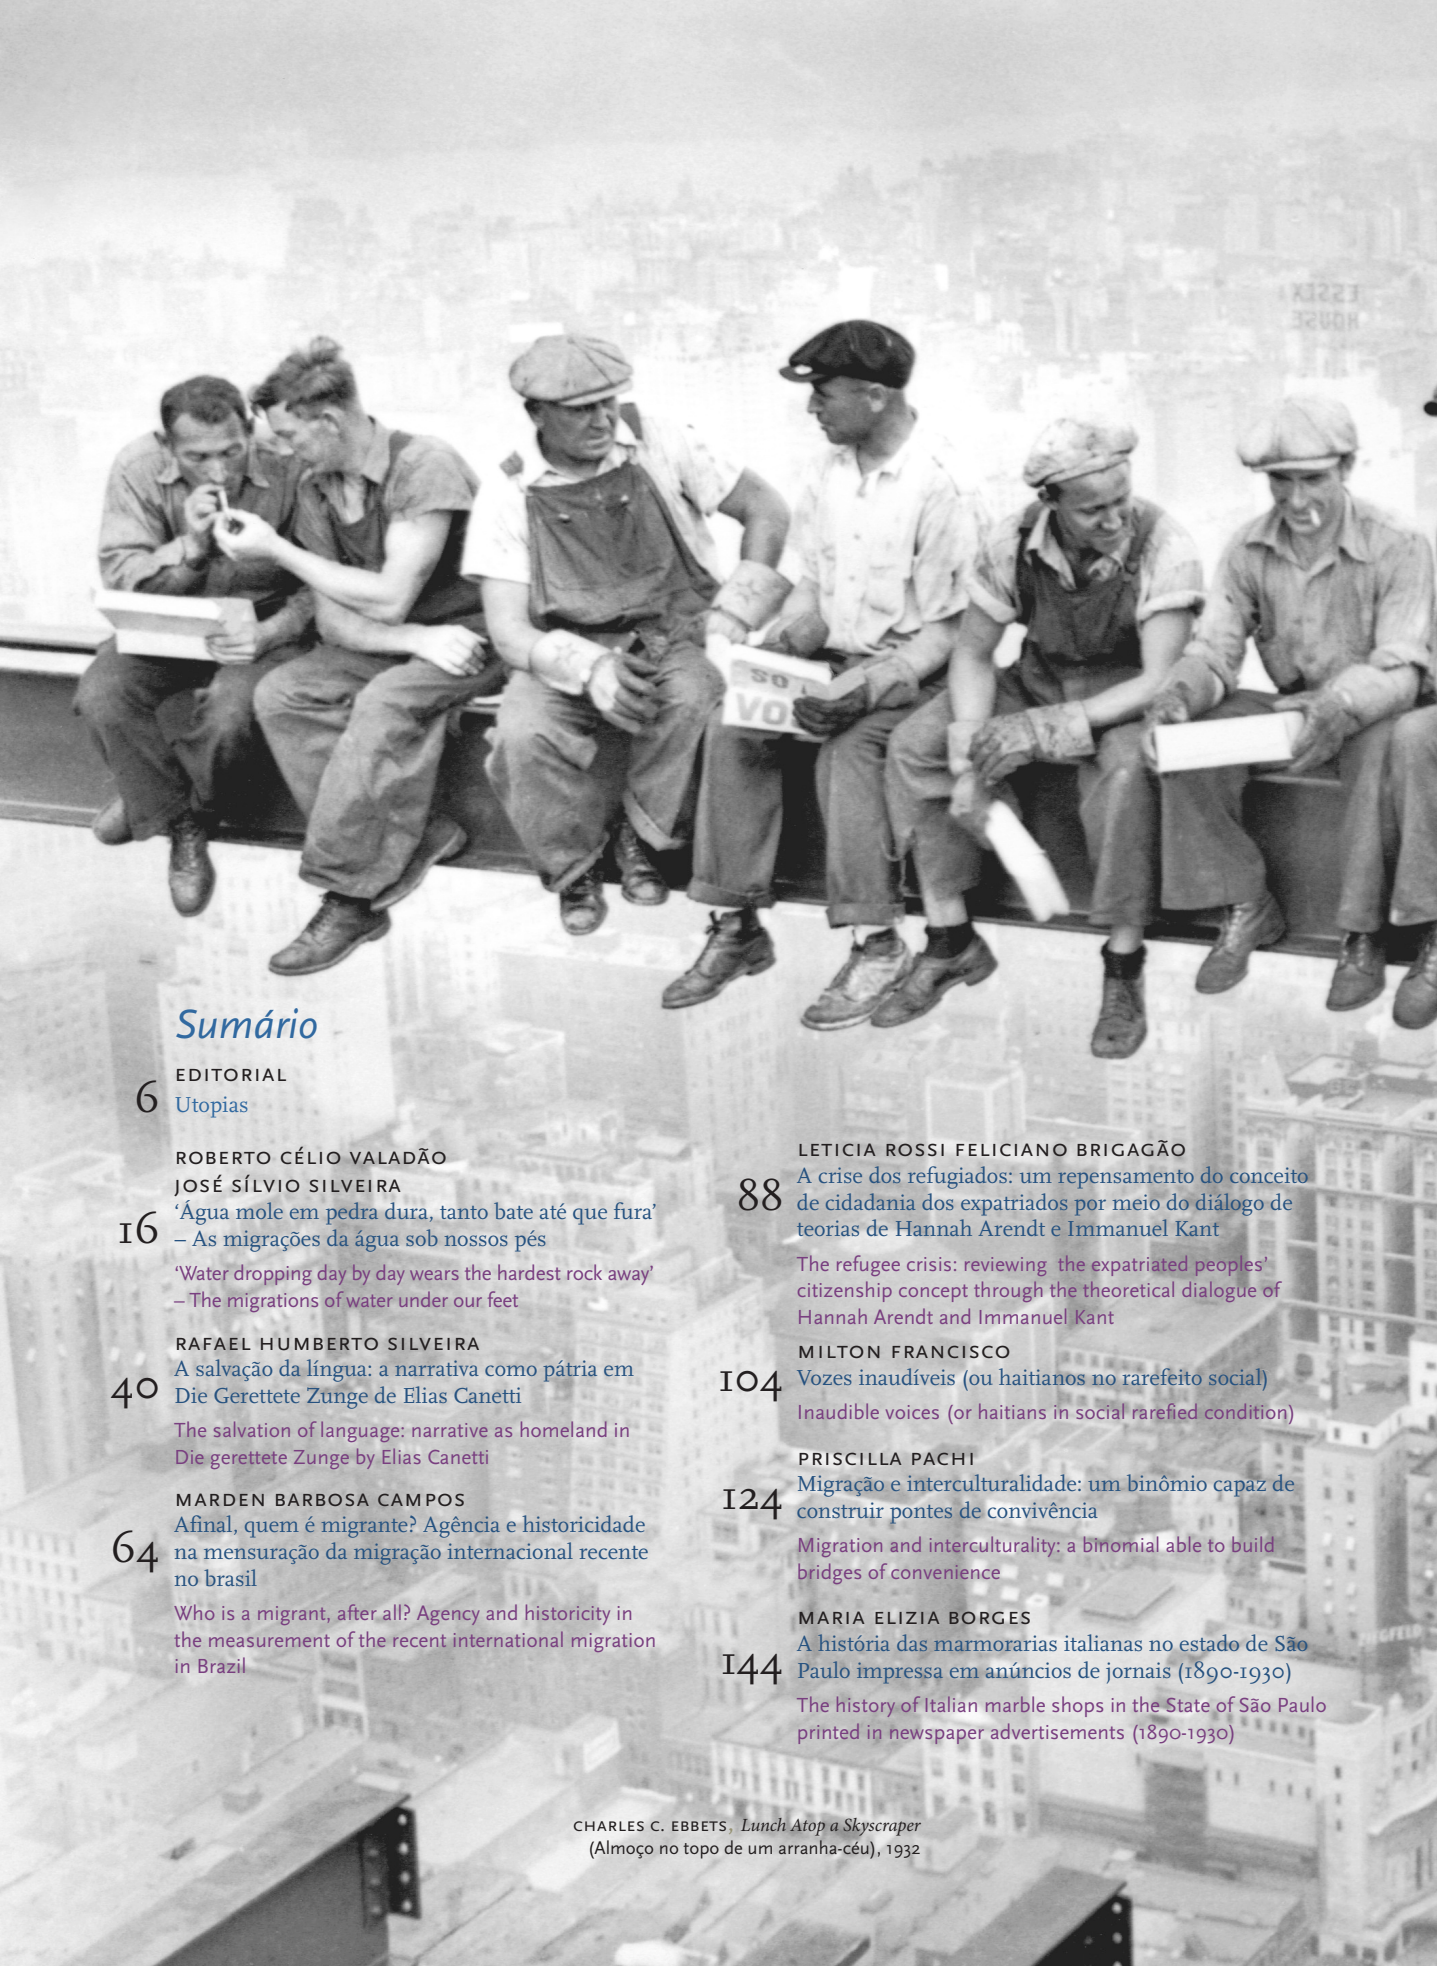 Sumário
6
EDITORIAL
Utopias
ROBERTO CÉLIO VALADÃO
JOSÉ SÍLVIO SILVEIRA
16
‘Água mole em pedra dura, tanto bate até que fura’
– As migrações da água sob nossos pés
‘Water dropping day by day wears the hardest rock away’
– The migrations of water under our feet
RAFAEL HUMBERTO SILVEIRA
40
A salvação da língua: a narrativa como pátria em
Die Gerettete Zunge de Elias Canetti
The salvation of language: narrative as homeland in
Die gerettete Zunge by Elias Canetti
MARDEN BARBOSA CAMPOS
64
Afinal, quem é migrante? Agência e historicidade
na mensuração da migração internacional recente
no brasil
Who is a migrant, after all? Agency and historicity in
the measurement of the recent international migration
in Brazil
LETICIA ROSSI FELICIANO BRIGAGÃO
88
A crise dos refugiados: um repensamento do conceito
de cidadania dos expatriados por meio do diálogo de
teorias de Hannah Arendt e Immanuel Kant
The refugee crisis: reviewing the expatriated peoples’
citizenship concept through the theoretical dialogue of
Hannah Arendt and Immanuel Kant
MILTON FRANCISCO
104
Vozes inaudíveis (ou haitianos no rarefeito social)
Inaudible voices (or haitians in social rarefied condition)
PRISCILLA PACHI
124
Migração e interculturalidade: um binômio capaz de
construir pontes de convivência
Migration and interculturality: a binomial able to build
bridges of convenience
MARIA ELIZIA BORGES
144
A história das marmorarias italianas no estado de São
Paulo impressa em anúncios de jornais (1890-1930)
The history of Italian marble shops in the State of São Paulo
printed in newspaper advertisements (1890-1930)
CHARLES C. EBBETS, Lunch Atop a Skyscraper
(Almoço no topo de um arranha-céu), 1932
ESSEX
HOUSE
SO
VO
ZIEGFELD